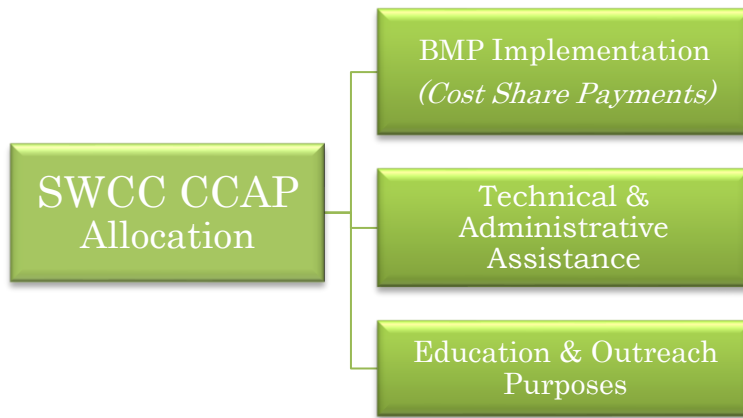 SWCC CCAP
Allocation
BMP Implementation
(Cost Share Payments)
Technical &
Administrative
Assistance
Education & Outreach
Purposes